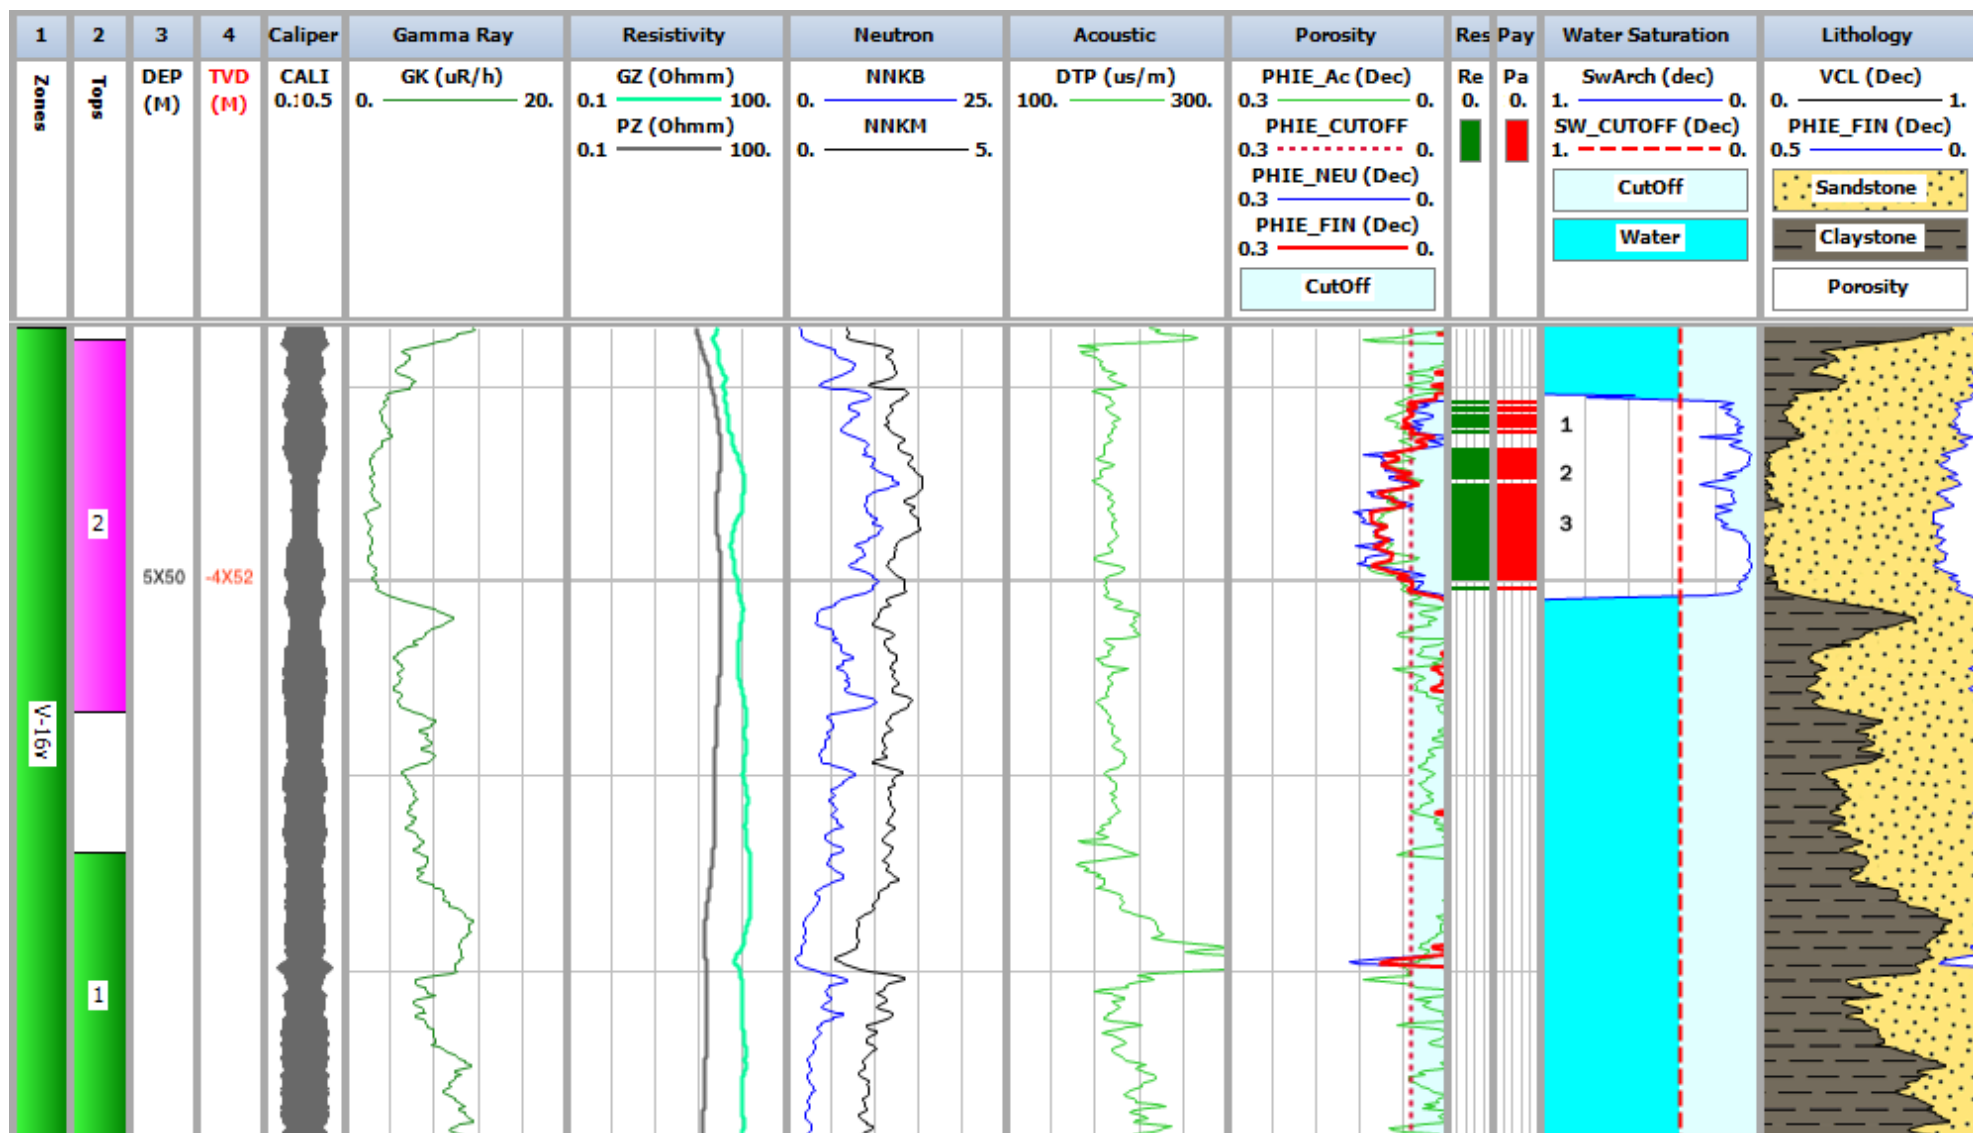 1 2 3 4 Caliper Gamma Ray Resistivity Neutron Acoustic Porosity Res Pay Water Saturation Lithology
Zones
Tops
DEP
(M)
TVD
(M)
CALI
0.10.5
GK (uR/h)
0. 20.
GZ (Ohmm)
0.1 100.
PZ (Ohmm)
0.1 100.
NNKB
0. 25.
NNKM
0. 5.
DTP (us/m)
100. 300.
PHIE_Ac (Dec)
0.3 0.
PHIE_CUTOFF
0.3 0.
PHIE_NEU (Dec)
0.3 0.
PHIE_FIN (Dec)
0.3 0.
CutOff
Re
0.
Pa
0.
SwArch (dec)
1. 0.
SW_CUTOFF (Dec)
1. 0.
CutOff
Water
VCL (Dec)
0. 1.
PHIE_FIN (Dec)
0.5 0.
Sandstone
Claystone
Porosity
V-16v
2
1
5X50
-4X52
1
2
3